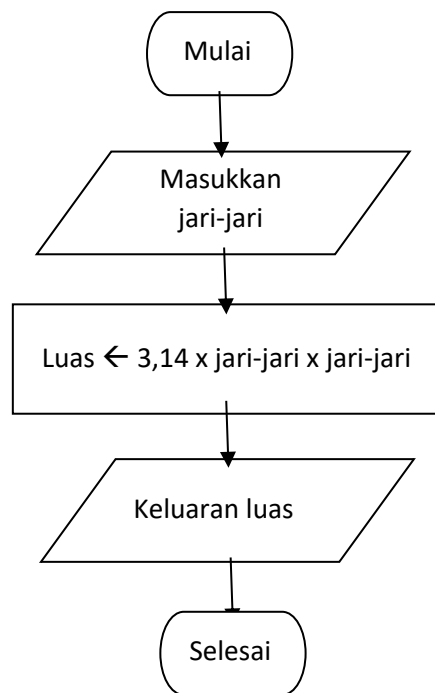 Mulai
Masukkan
jari-jari
Luas ← 3,14 x jari-jari x jari-jari
Keluaran luas
Selesai